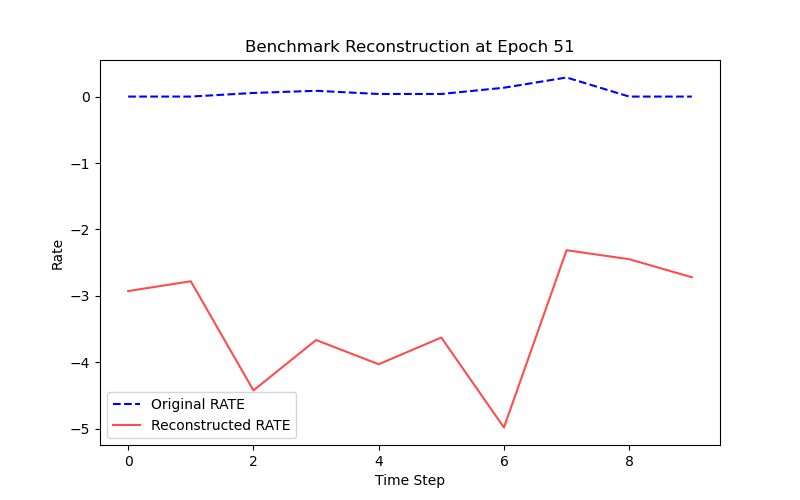 Benchmark Reconstruction at Epoch 51
Rate
0
−1
−2
−3
−4
−5
Original RATE
Reconstructed RATE
0 2 4 6 8
Time Step